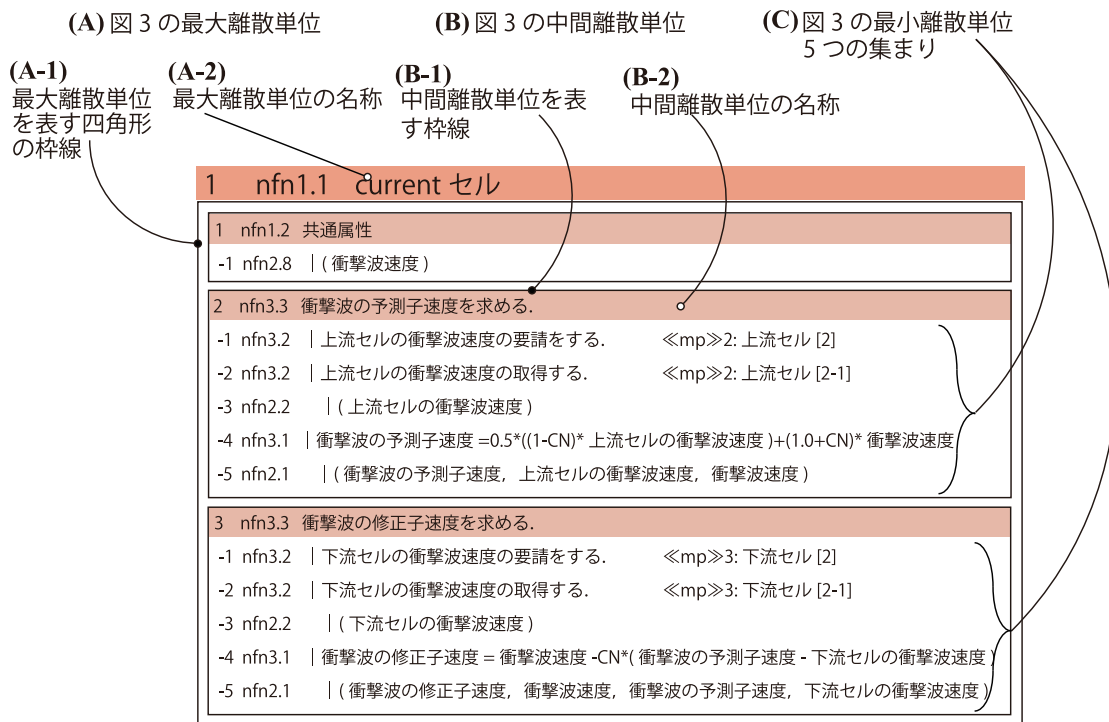 (A) 図 3 の最大離散単位
(B) 図 3 の中間離散単位
(C) 図 3 の最小離散単位
5 つの集まり
(A-1)
最大離散単位
を表す四角形
の枠線
(A-2)
最大離散単位の名称
(B-1)
中間離散単位を表
す枠線
(B-2)
中間離散単位の名称
1 nfn1.1 current セル
1 nfn1.2 共通属性
-1 nfn2.8 | ( 衝撃波速度 )
2 nfn3.3 衝撃波の予測子速度を求める.
-1 nfn3.2 | 上流セルの衝撃波速度の要請をする. ≪mp≫2: 上流セル [2]
-2 nfn3.2 | 上流セルの衝撃波速度の取得する. ≪mp≫2: 上流セル [2-1]
-3 nfn2.2 | ( 上流セルの衝撃波速度 )
-4 nfn3.1 | 衝撃波の予測子速度 =0.5*((1-CN)* 上流セルの衝撃波速度 )+(1.0+CN)* 衝撃波速度
-5 nfn2.1 | ( 衝撃波の予測子速度, 上流セルの衝撃波速度, 衝撃波速度 )
3 nfn3.3 衝撃波の修正子速度を求める.
-1 nfn3.2 | 下流セルの衝撃波速度の要請をする. ≪mp≫3: 下流セル [2]
-2 nfn3.2 | 下流セルの衝撃波速度の取得する. ≪mp≫3: 下流セル [2-1]
-3 nfn2.2 | ( 下流セルの衝撃波速度 )
-4 nfn3.1 | 衝撃波の修正子速度 = 衝撃波速度 -CN*( 衝撃波の予測子速度 - 下流セルの衝撃波速度 )
-5 nfn2.1 | ( 衝撃波の修正子速度, 衝撃波速度, 衝撃波の予測子速度, 下流セルの衝撃波速度 )